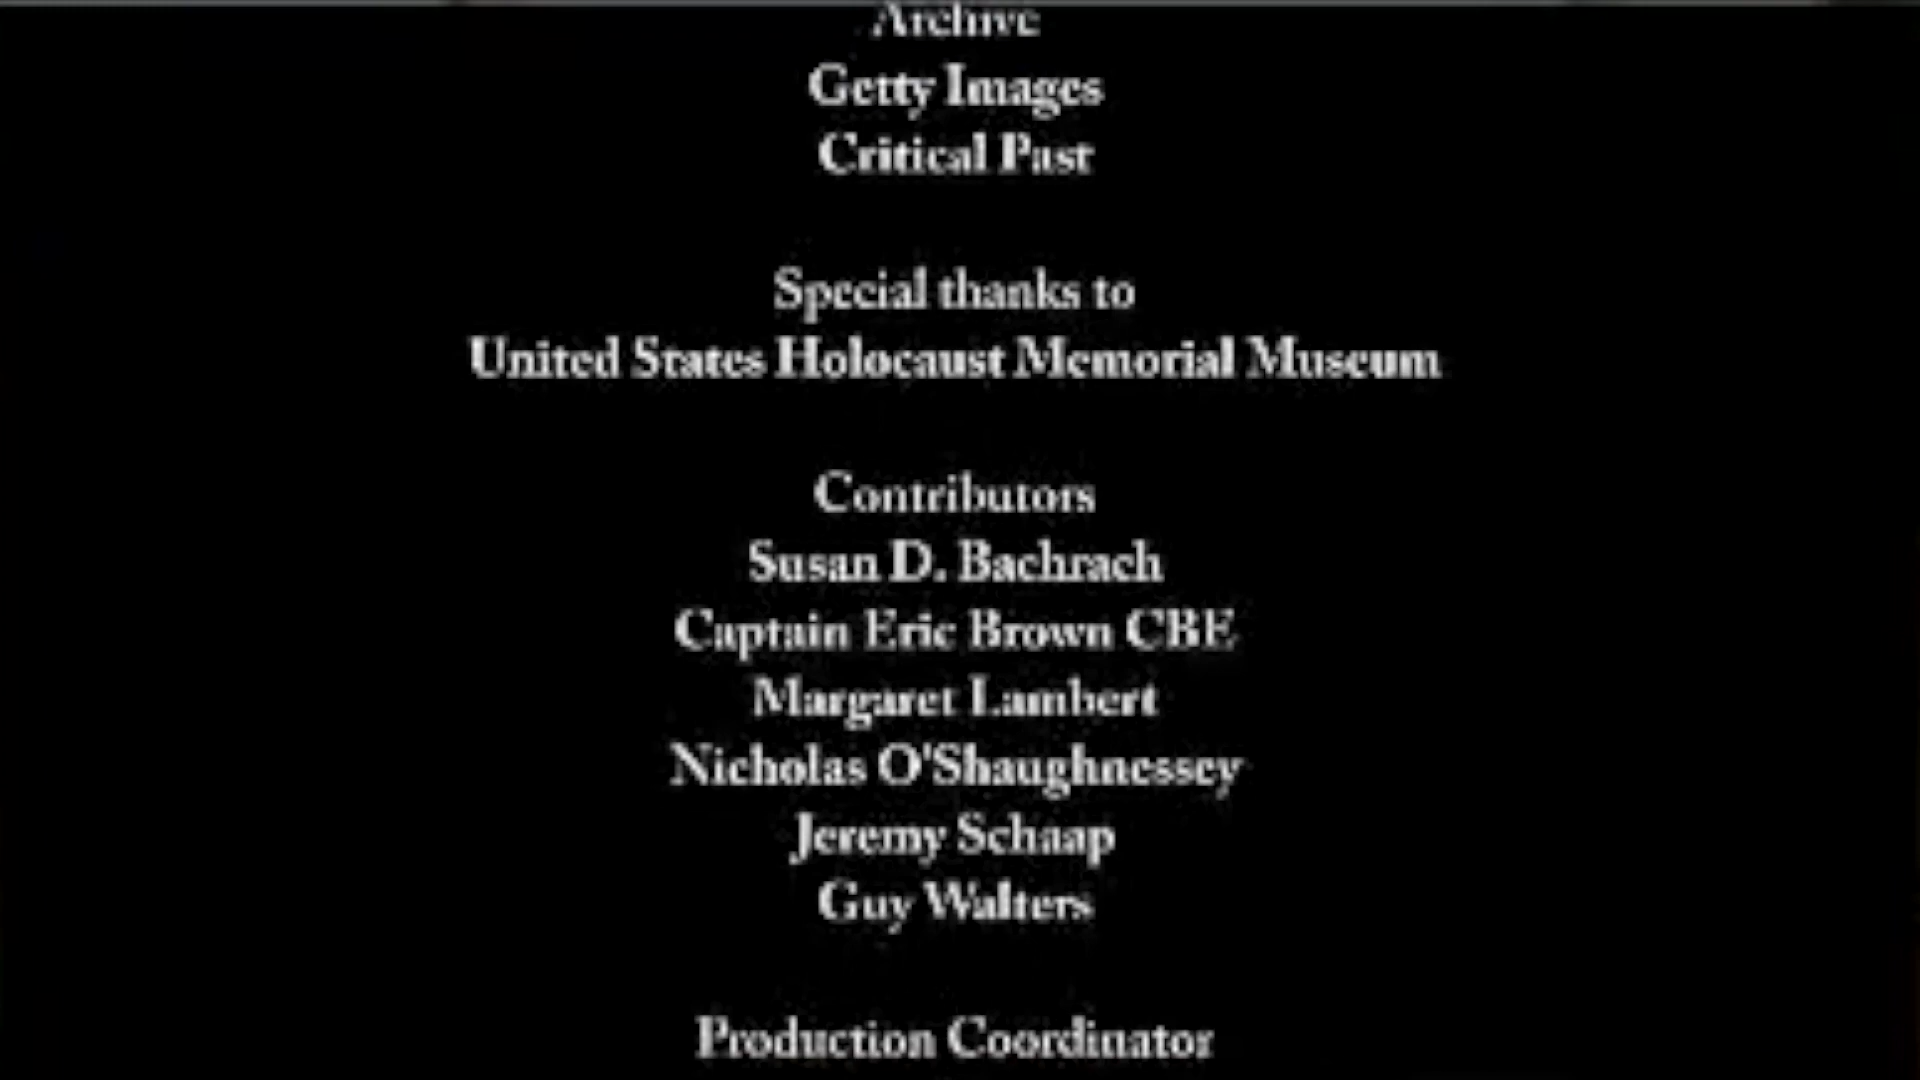 Archive
Getty Images
Critical Past
Special thanks to
United States Holocaust Memorial Museum
Contributors
Susan D. Bachrach
Captain Eric Brown CBE
Margaret Lambert
Nicholas O'Shaughnessey
Jeremy Schaap
Guy Walters
Production Coordinator